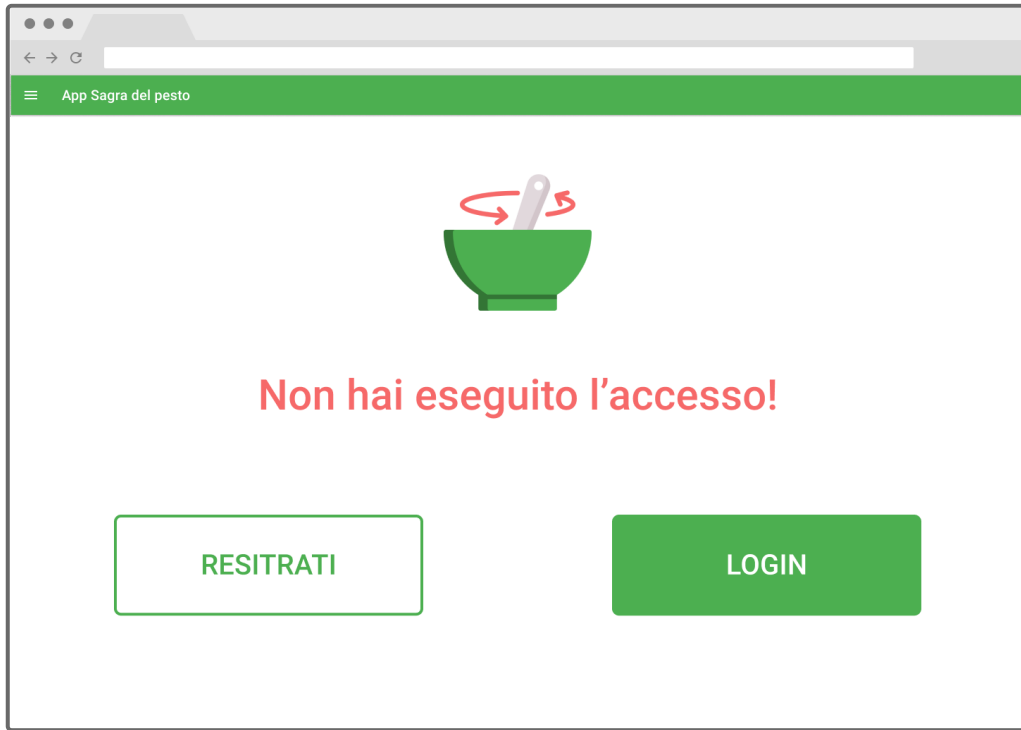 App Sagra del pesto
Non hai eseguito l’accesso!
RESITRATI
LOGIN